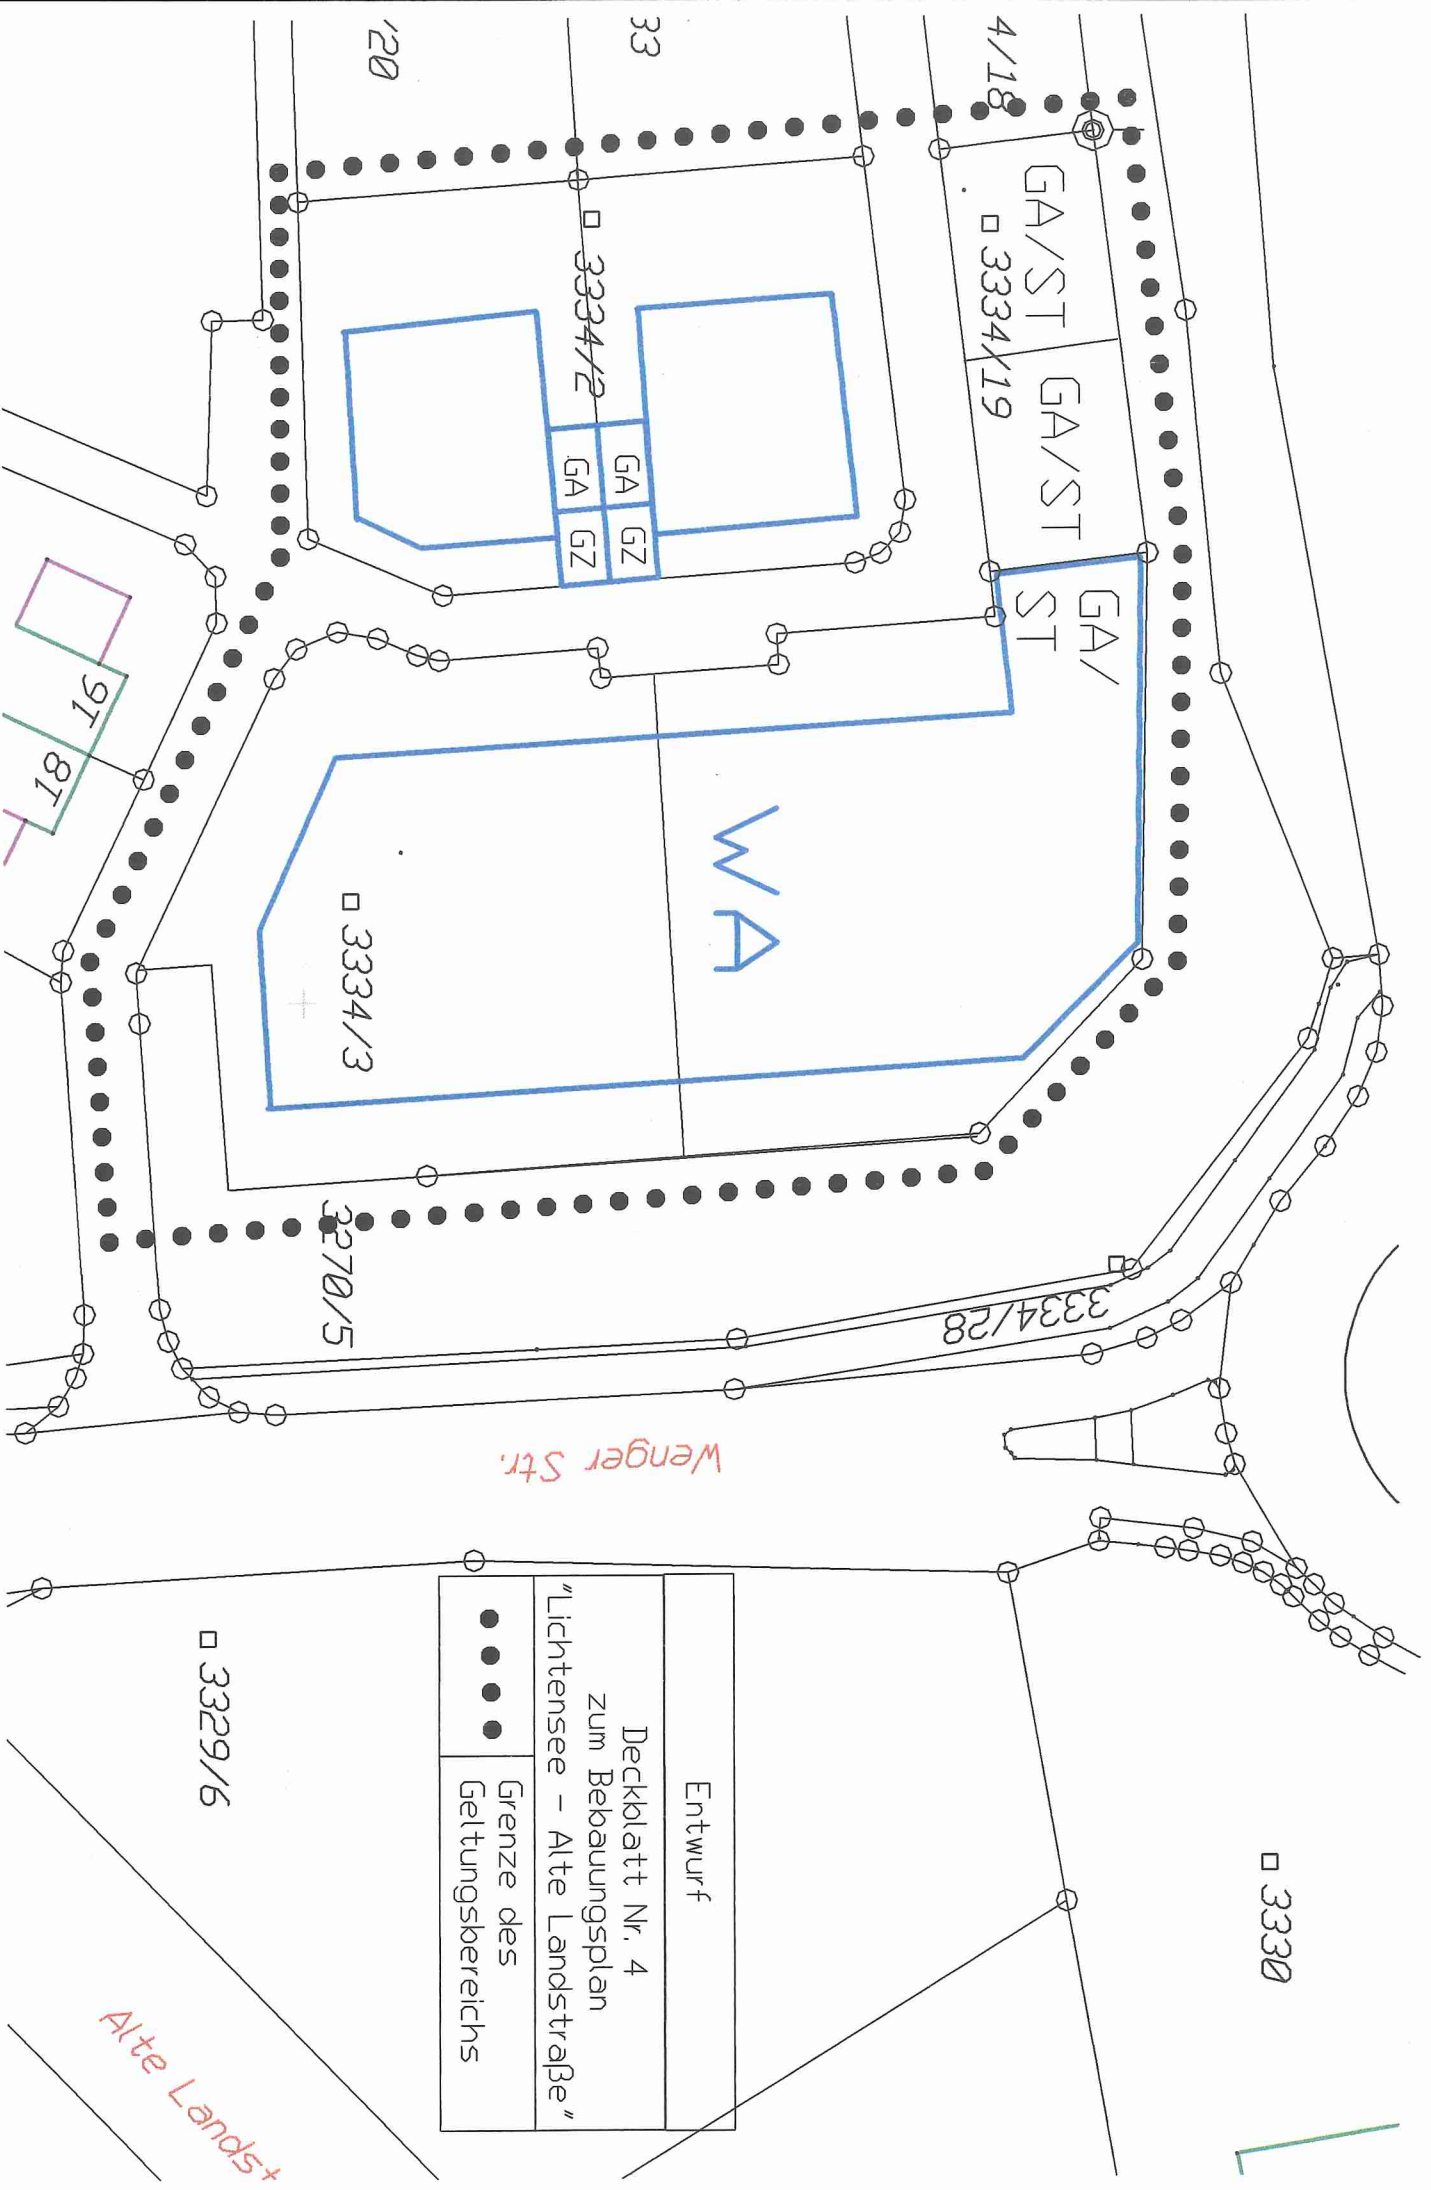 Entwurf
Deckblatt Nr. 4
zum Bebauungsplan
"Lichtensee - Alte Landstraße"
Grenze des
Geltungsbereichs
4/18
33
/20
GA/ST
3334/19
GA/ST
GA/
ST
3334/2
GA
GZ
GA
GZ
WA
3334/3
16
18
3270/5
3334/28
Wenger Str.
3330
3329/6
Alte Landst